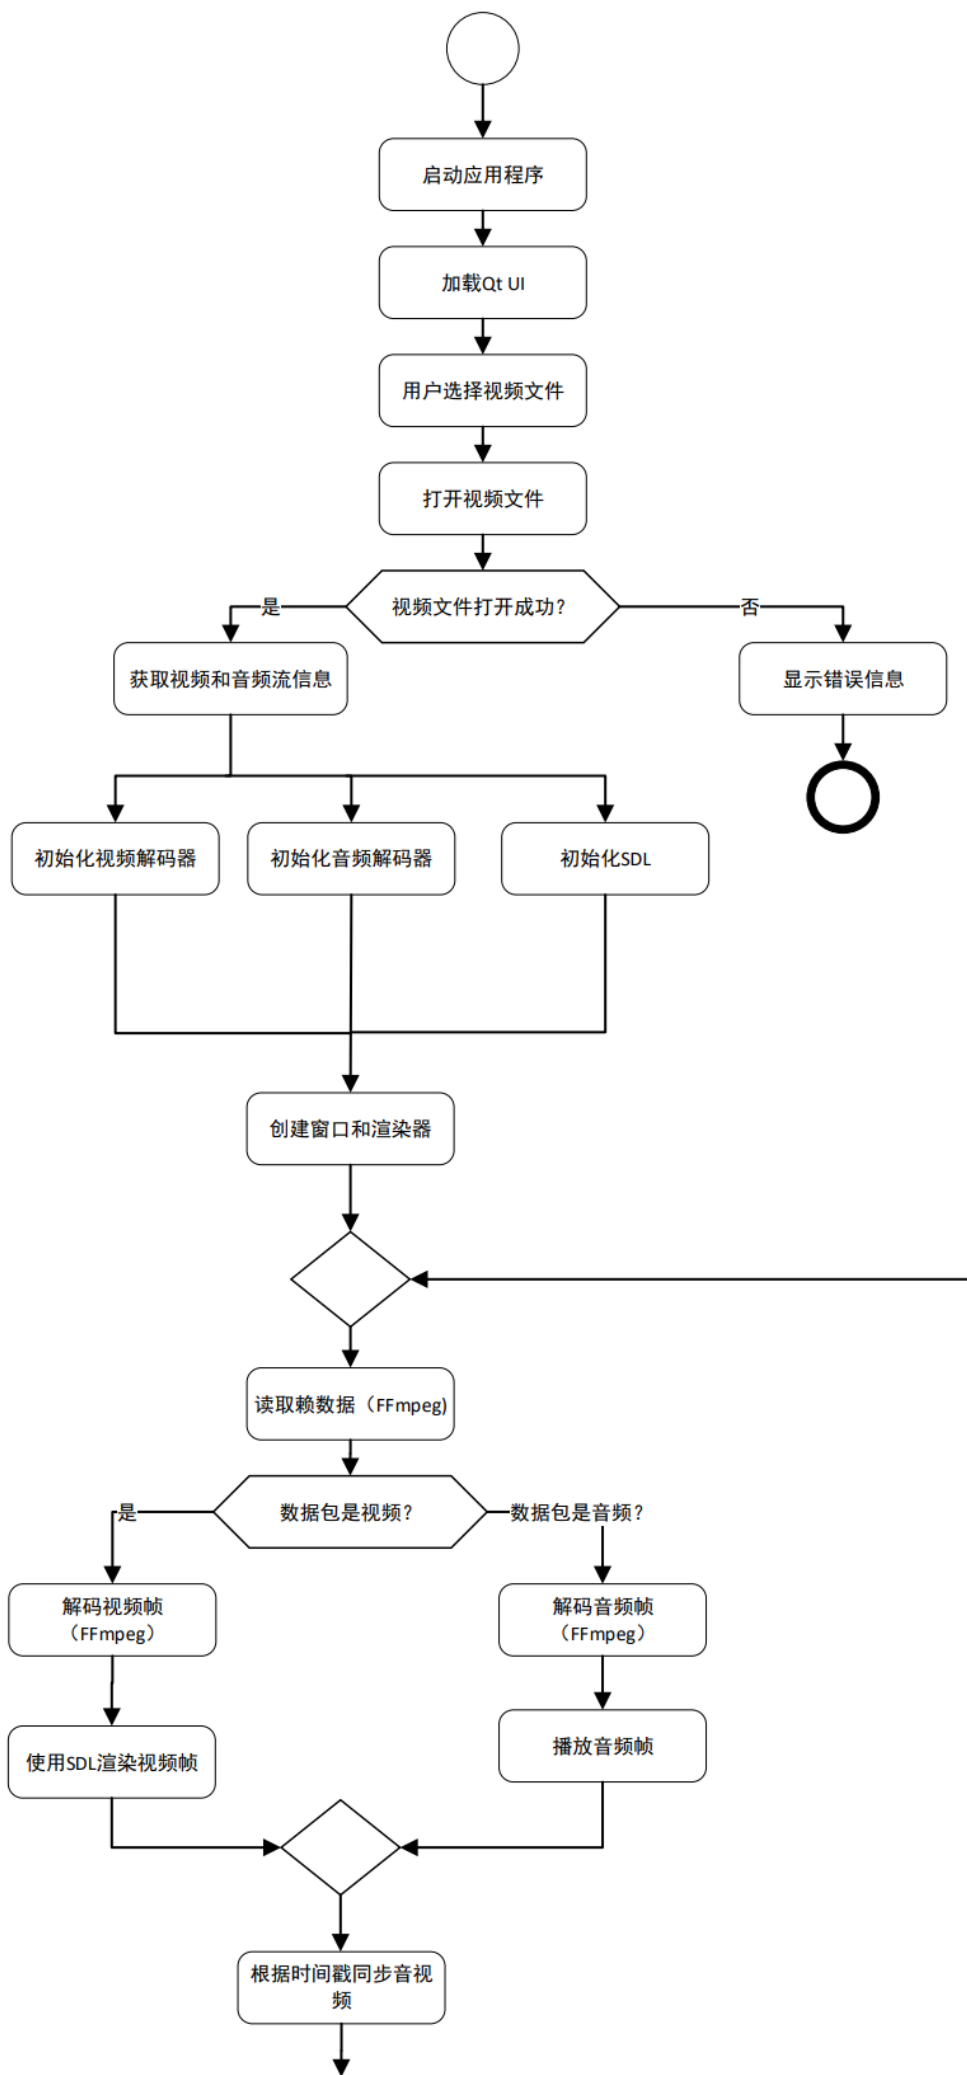 启动应用程序
加载Qt UI
用户选择视频文件
打开视频文件
视频文件打开成功？
是
否
获取视频和音频流信息
显示错误信息
初始化视频解码器
初始化音频解码器
初始化SDL
创建窗口和渲染器
读取赖数据（FFmpeg)
数据包是视频？
是
数据包是音频？
解码视频帧
（FFmpeg）
解码音频帧
（FFmpeg）
使用SDL渲染视频帧
播放音频帧
根据时间戳同步音视
频